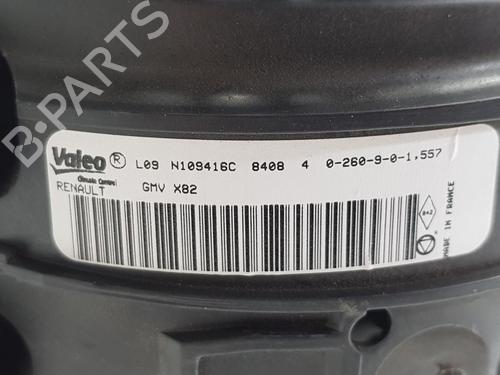 Valeo ® L09 N109416C 8408 4 0-260-9-0-1,557
Climate Control
RENAULT GMV X82
MADE IN FRANCE
B-PARTS